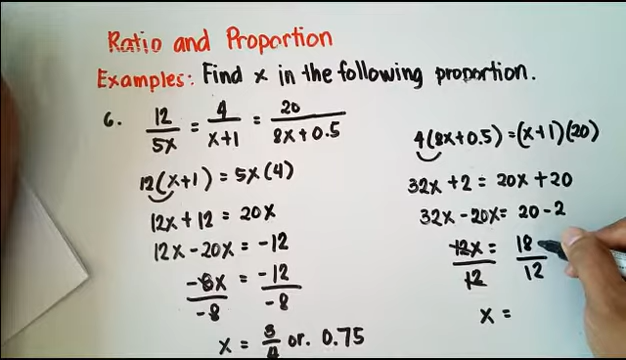 Ratio and Proportion
Examples: Find x in the following proportion.
6. 12/5x = 4/x+1 = 20/8x+0.5
12(x+1) = 5x(4)
12x + 12 = 20x
12x - 20x = -12
-8x/-8 = -12/-8
x = 3/4 or. 0.75
4(8x+0.5) = (x+1)(20)
32x + 2 = 20x + 20
32x - 20x = 20 - 2
12x/12 = 18/12
x =